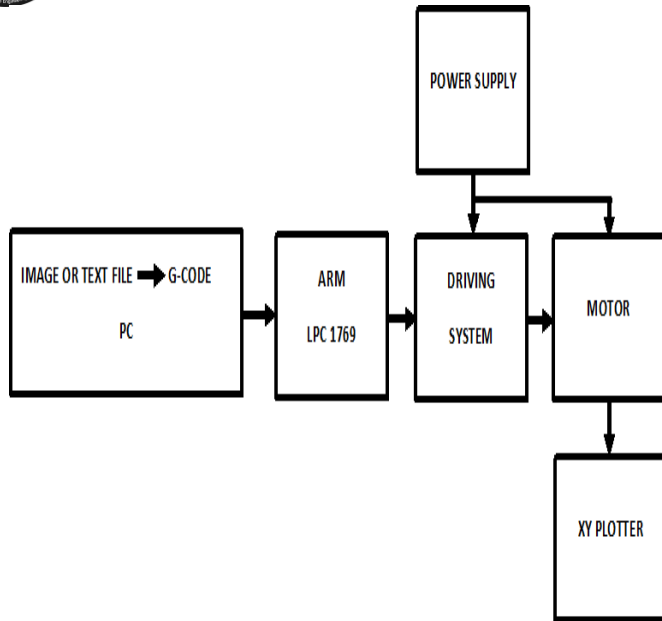 POWER SUPPLY
IMAGE OR TEXT FILE G-CODE
PC
ARM
LPC 1769
DRIVING
SYSTEM
MOTOR
XY PLOTTER